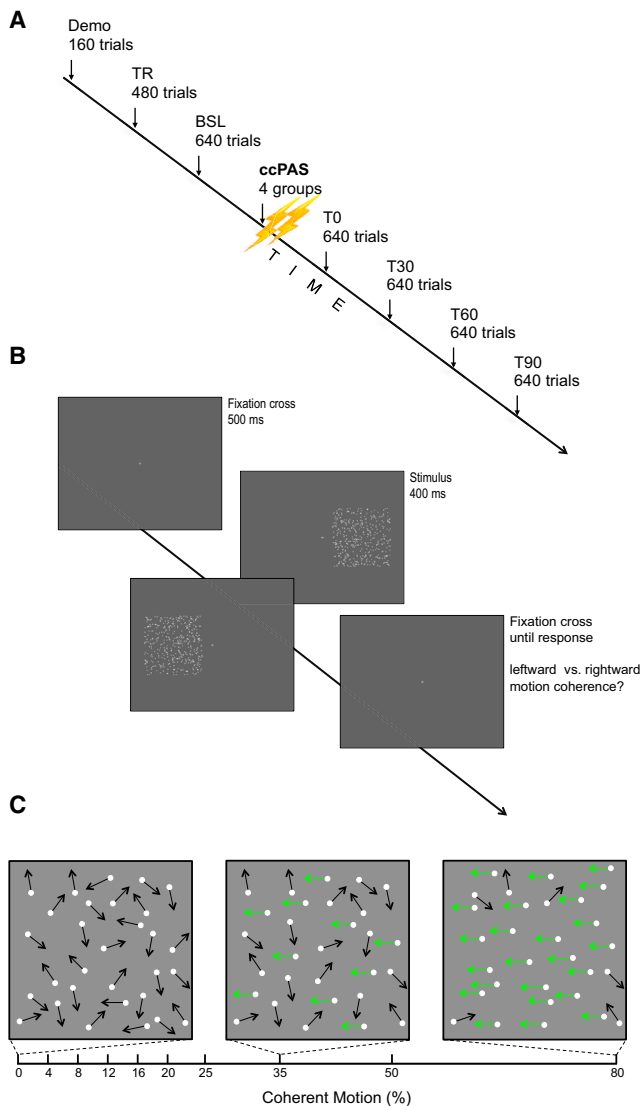 A
Demo
160 trials
TR
480 trials
BSL
640 trials
ccPAS
4 groups
T0
640 trials
T I M E
T30
640 trials
T60
640 trials
T90
640 trials
B
Fixation cross
500 ms
Stimulus
400 ms
Fixation cross
until response
leftward vs. rightward
motion coherence?
C
0 4 8 12 16 20 25 35 50 80
Coherent Motion (%)